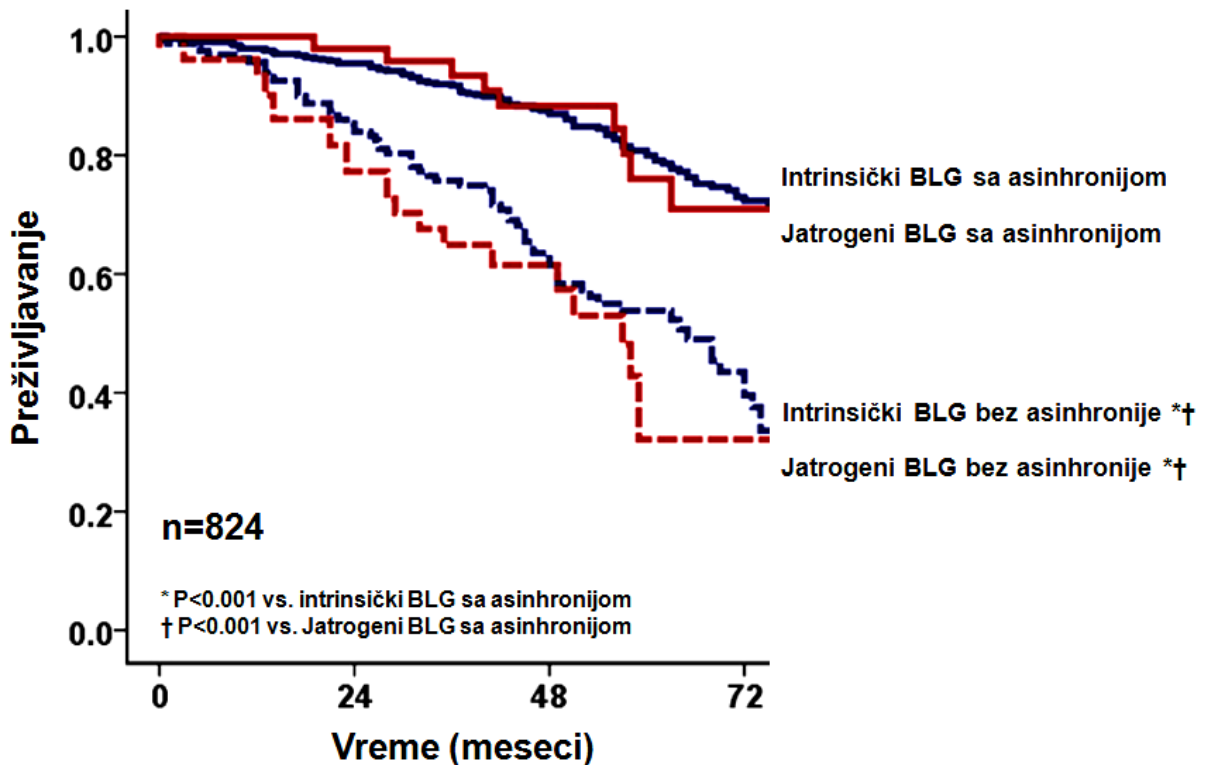 1.0
0.8
0.6
0.4
0.2
0.0
Preživljavanje
Intrinsički BLG sa asinhronijom
Jatrogeni BLG sa asinhronijom
Intrinsički BLG bez asinhronije *†
Jatrogeni BLG bez asinhronije *†
n=824
* P<0.001 vs. intrinsički BLG sa asinhronijom
† P<0.001 vs. Jatrogeni BLG sa asinhronijom
0 24 48 72
Vreme (meseci)